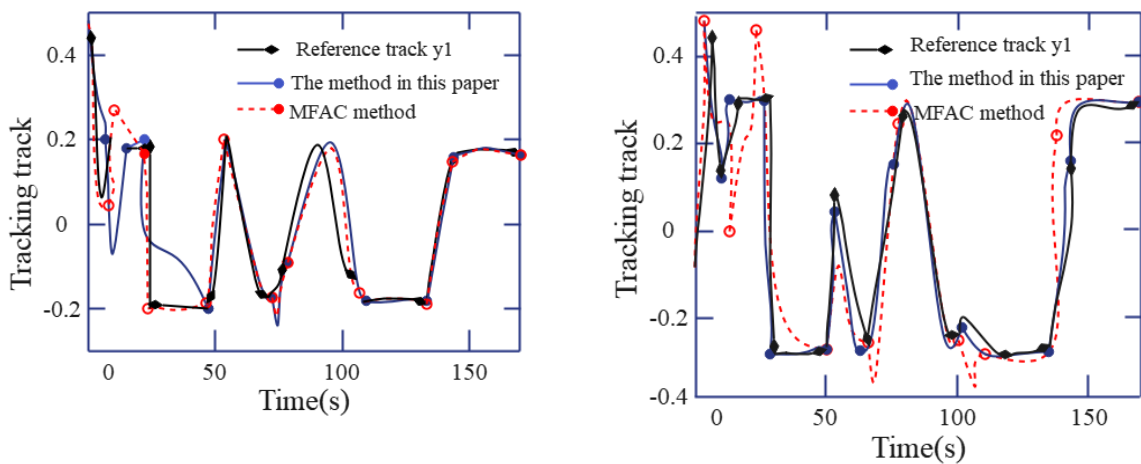 0.4
0.2
0
-0.2
Tracking track
Reference track y1
The method in this paper
MFAC method
0
50
100
150
Time(s)
0.4
0.2
0
-0.2
-0.4
Tracking track
Reference track y1
The method in this paper
MFAC method
0
50
100
150
Time(s)